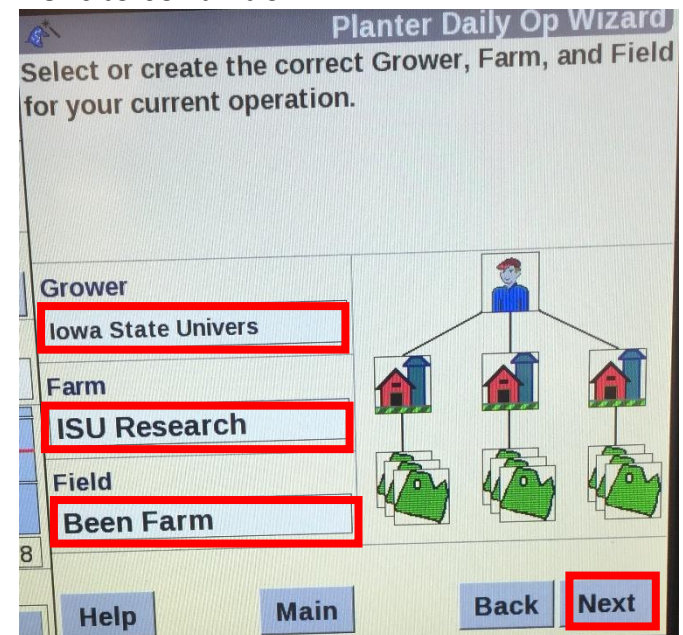 Planter Daily Op Wizard
Select or create the correct Grower, Farm, and Field
for your current operation.
Grower
Iowa State Univers
Farm
ISU Research
Field
Been Farm
8
Help Main Back Next